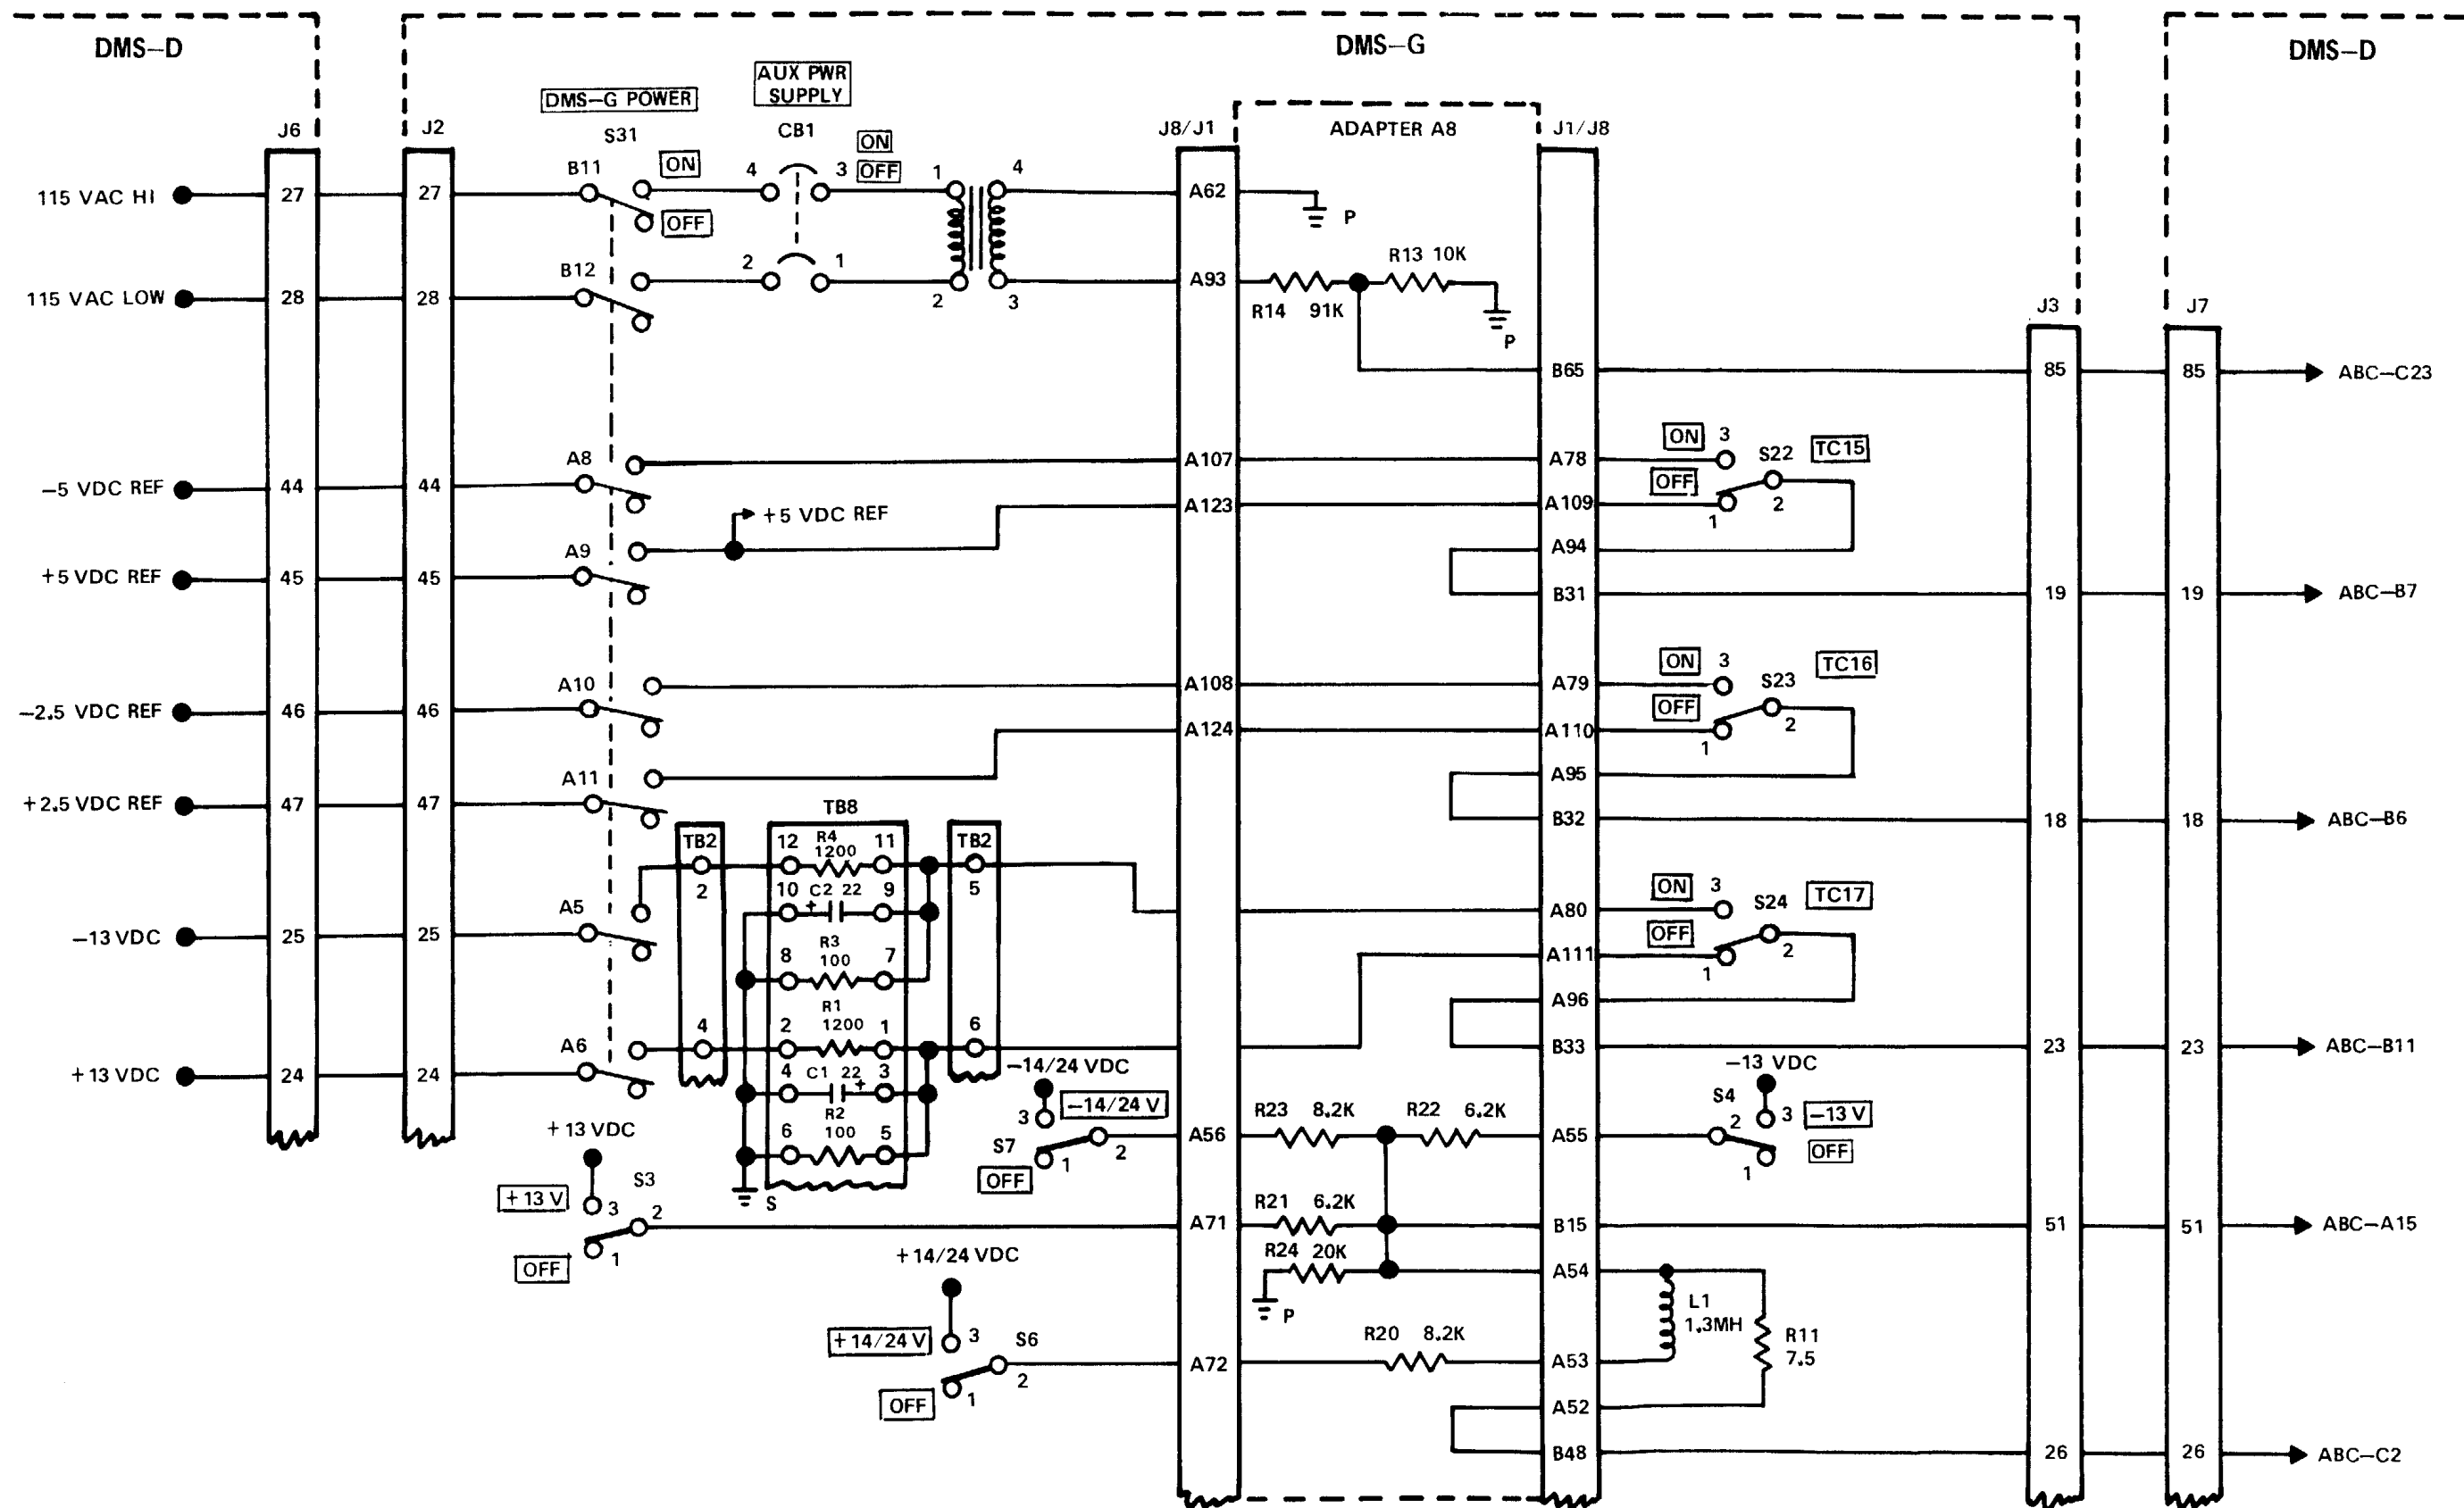 DMS–D
DMS–G
DMS–D
AUX PWR
SUPPLY
DMS–G POWER
J6
J2
S31
CB1
ON
OFF
J8/J1
ADAPTER A8
J1/J8
115 VAC HI
27
27
B11
ON
OFF
4
3
1
4
A62
P
115 VAC LOW
28
28
B12
2
1
2
3
A93
R14 91K
R13 10K
P
J3
J7
B65
85
85
ABC–C23
–5 VDC REF
44
44
A8
A107
A78
ON
3
S22
TC15
OFF
1
2
+5 VDC REF
A123
A109
A94
+5 VDC REF
45
45
A9
B31
19
19
ABC–B7
–2.5 VDC REF
46
46
A10
A108
A79
ON
3
S23
TC16
OFF
1
2
A124
A110
A95
+2.5 VDC REF
47
47
A11
B32
18
18
ABC–B6
TB8
TB2
2
4
12
R4
1200
11
10
C2 22
+
9
8
R3
100
7
2
R1
1200
1
4
C1 22
+
3
6
R2
100
5
S
TB2
5
6
–13 VDC
25
25
A5
A80
ON
3
S24
TC17
OFF
1
2
A111
A96
+13 VDC
24
24
A6
B33
23
23
ABC–B11
–14/24 VDC
3
–14/24 V
S7
1
2
OFF
A56
R23 8.2K
R22 6.2K
A55
–13 VDC
S4
2
3
–13 V
1
OFF
+13 VDC
+13 V
3
S3
2
OFF
1
A71
R21 6.2K
B15
51
51
ABC–A15
R24 20K
P
A54
L1
1.3MH
R11
7.5
+14/24 VDC
+14/24 V
3
S6
2
OFF
1
A72
R20 8.2K
A53
A52
B48
26
26
ABC–C2